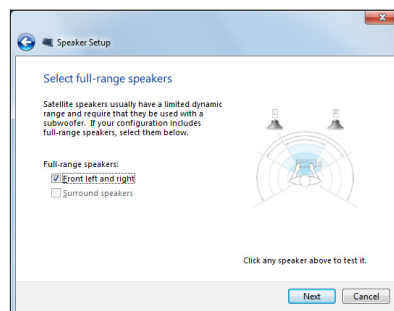 Speaker Setup
Select full-range speakers
Satellite speakers usually have a limited dynamic
range and require that they be used with a
subwoofer. If your configuration includes
full-range speakers, select them below.
Full-range speakers:
Front left and right
Surround speakers
L R
Click any speaker above to test it.
Next Cancel